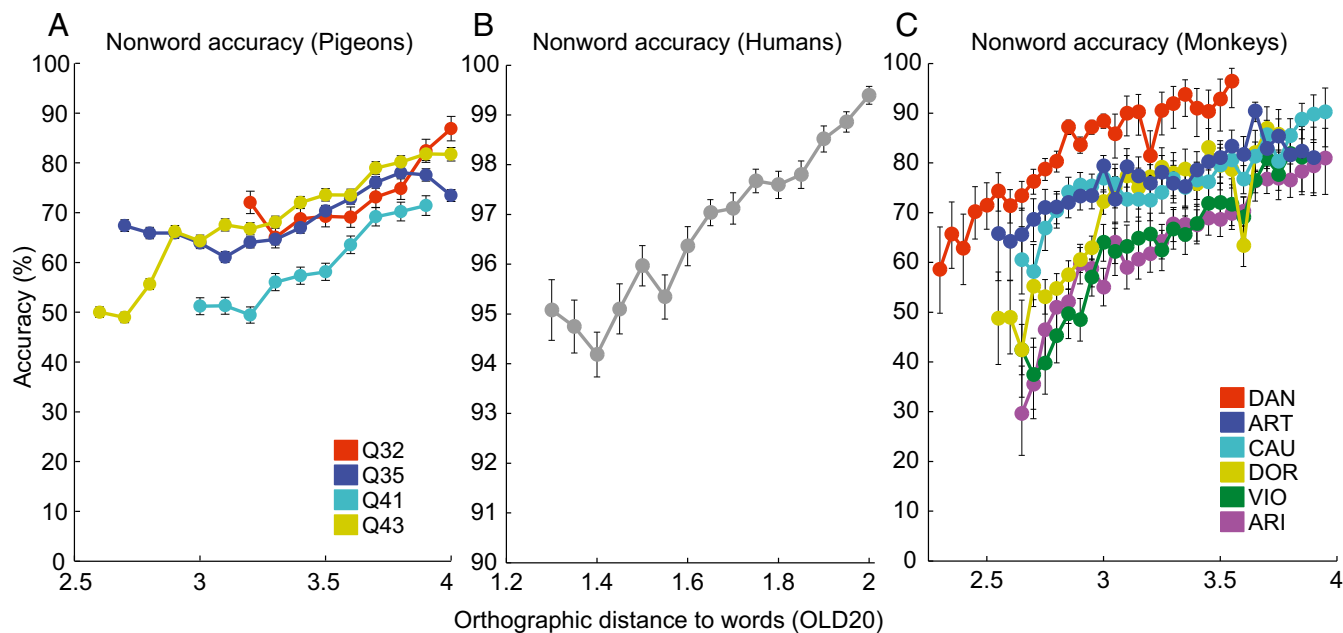 A
Nonword accuracy (Pigeons)
Accuracy (%)
100
90
80
70
60
50
40
30
20
10
0
2.5
3
3.5
4
Q32
Q35
Q41
Q43
B
Nonword accuracy (Humans)
100
99
98
97
96
95
94
93
92
91
90
1.2
1.4
1.6
1.8
2
Orthographic distance to words (OLD20)
C
Nonword accuracy (Monkeys)
100
90
80
70
60
50
40
30
20
10
0
2.5
3
3.5
4
DAN
ART
CAU
DOR
VIO
ARI